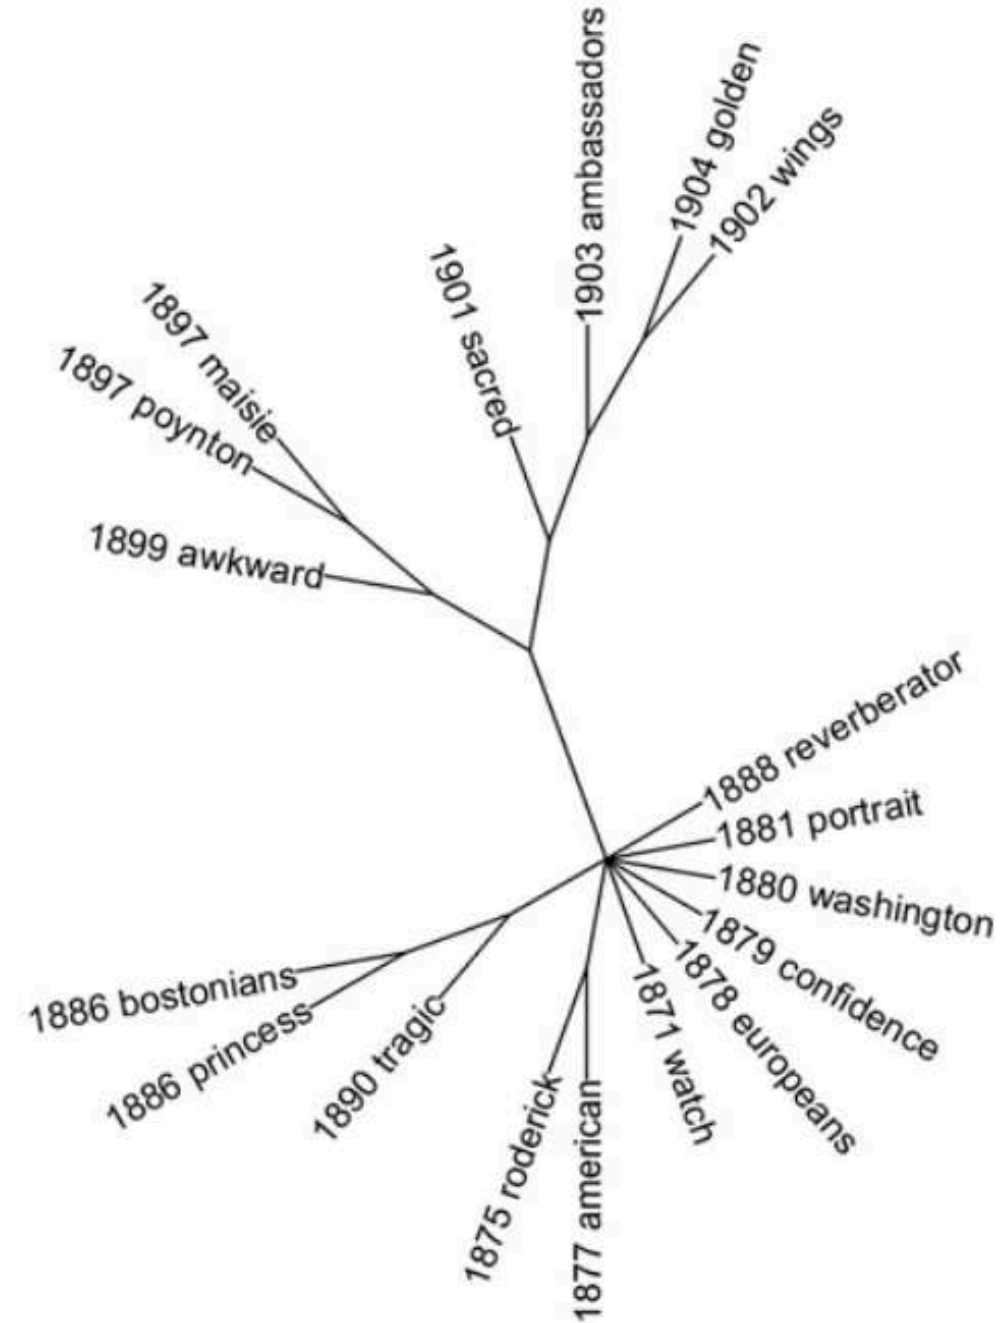 1903 ambassadors
1904 golden
1902 wings
1901 sacred
1897 maisie
1897 poynton
1899 awkward
1888 reverberator
1881 portrait
1880 washington
1879 confidence
1878 europeans
1871 watch
1877 american
1875 roderick
1890 tragic
1886 princess
1886 bostonians